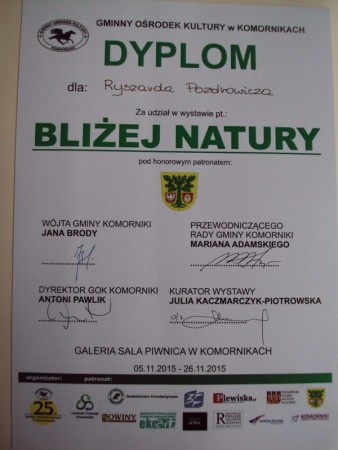 GMINNY OŚRODEK KULTURY w KOMORNIKACH
DYPLOM
dla: Ryszarda Pozdrowicza
Za udział w wystawie pt.:
BLIŻEJ NATURY
pod honorowym patronatem:
WÓJTA GMINY KOMORNIKI
JANA BRODY
PRZEWODNICZĄCEGO
RADY GMINY KOMORNIKI
MARIANA ADAMSKIEGO
DYREKTOR GOK KOMORNIKI
ANTONI PAWLIK
KURATOR WYSTAWY
JULIA KACZMARCZYK-PIOTROWSKA
GALERIA SALA PIWNICA W KOMORNIKACH
05.11.2015 - 26.11.2015
organizator: patronat:
25
Plewiska.pl
NOWINY